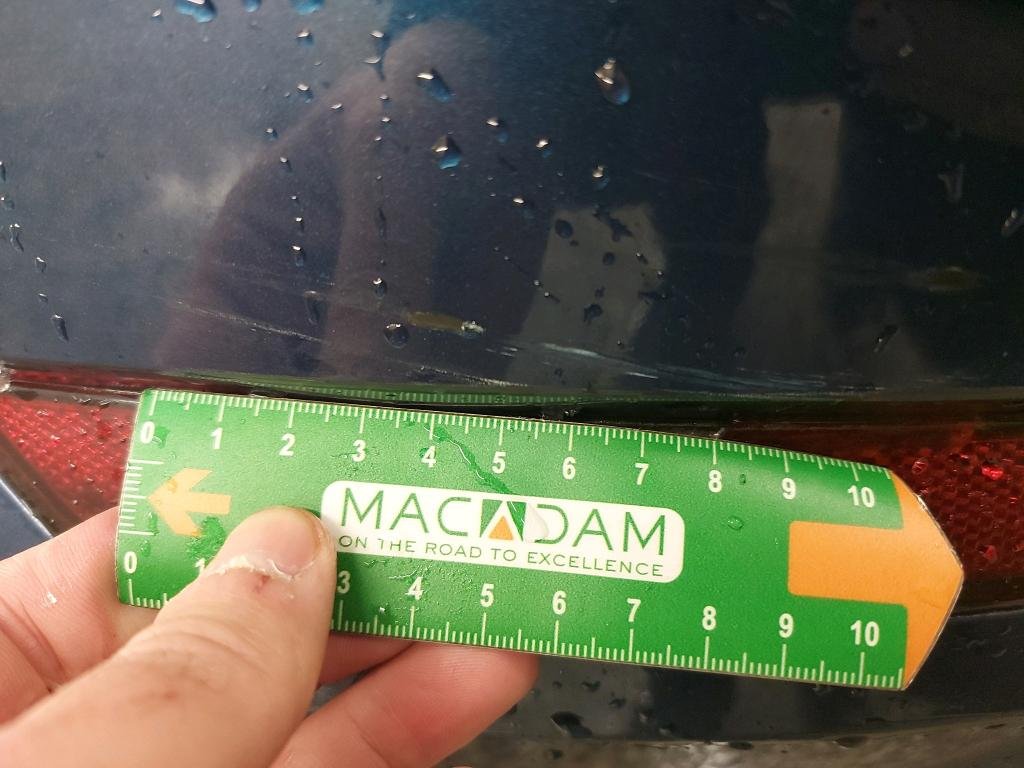 0 1 2 3 4 5 6 7 8 9 10
MACADAM
ON THE ROAD TO EXCELLENCE
0 1 3 4 5 6 7 8 9 10